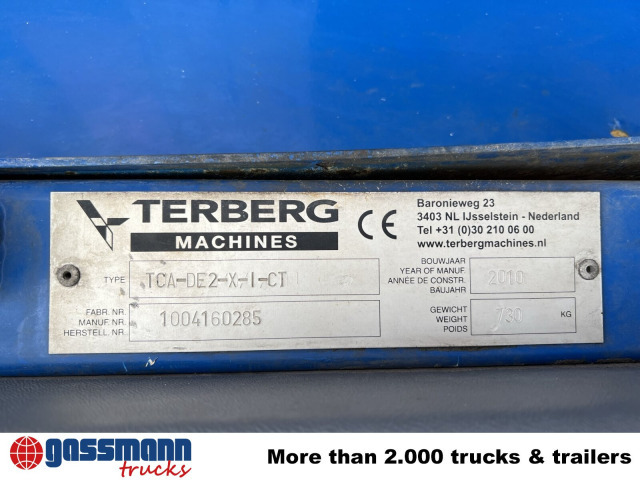 TERBERG
MACHINES
CE
Baronieweg 23
3403 NL IJsselstein - Nederland
Tel +31 (0)30 210 06 00
www.terbergmachines.nl
TYPE TCA-DE2-X-I-CT
FABR. NR.
MANUF. NR. 1004160285
HERSTELL. NR.
BOUWJAAR
YEAR OF MANUF. 2010
ANNÉE DE CONSTR.
BAUJAHR
GEWICHT
WEIGHT 730 KG
POIDS
gassmann
trucks
More than 2.000 trucks & trailers